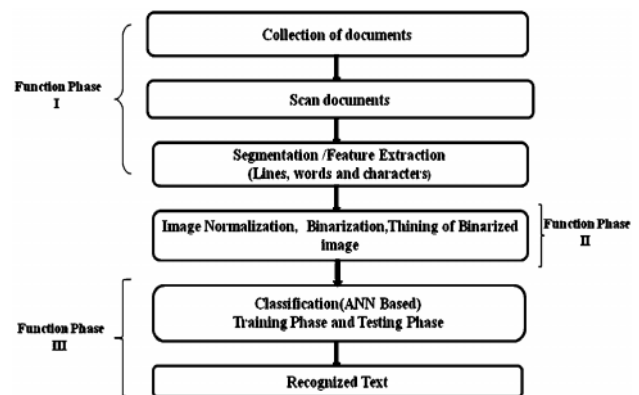 Collection of documents
Function Phase
I
Scan documents
Segmentation /Feature Extraction
(Lines, words and characters)
Image Normalization, Binarization,Thining of Binarized
image
Function Phase
II
Classification(ANN Based)
Training Phase and Testing Phase
Function Phase
III
Recognized Text